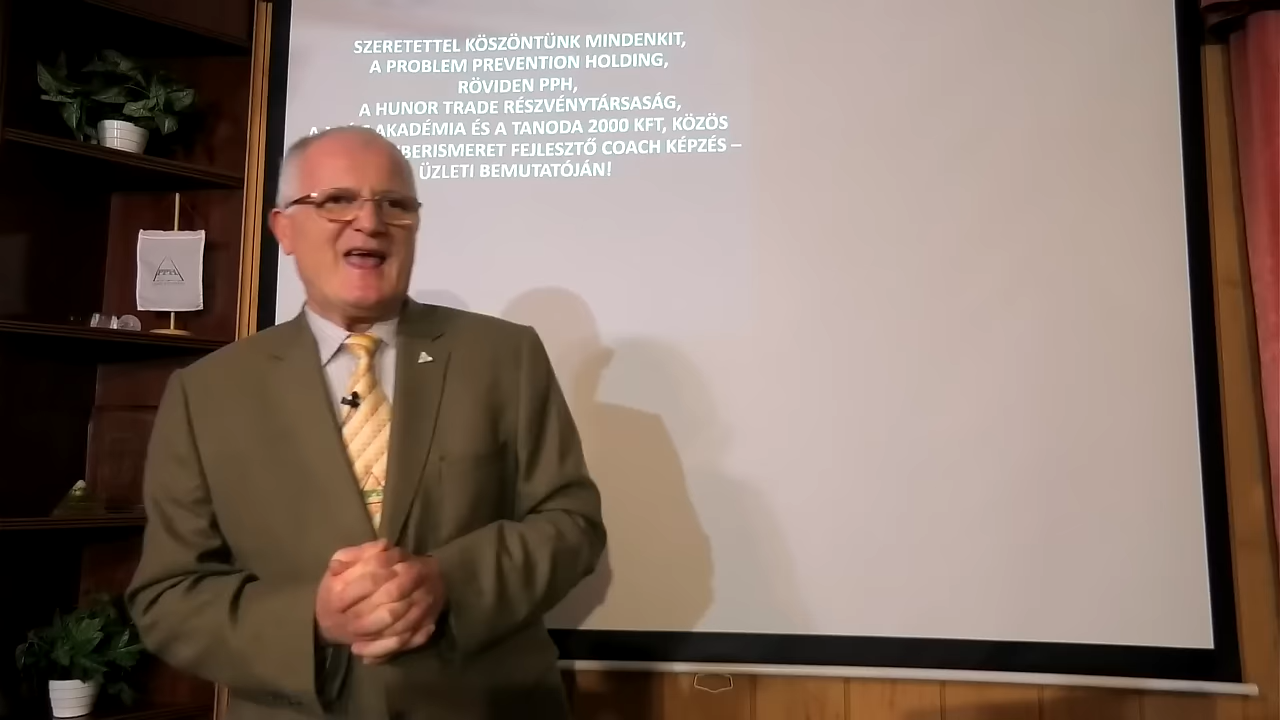 SZERETETTEL KÖSZÖNTÜNK MINDENKIT,
A PROBLEM PREVENTION HOLDING,
RÖVIDEN PPH,
A HUNOR TRADE RÉSZVÉNYTÁRSASÁG,
AKADÉMIA ÉS A TANODA 2000 KFT, KÖZÖS
FEJLESZTŐ COACH KÉPZÉS –
ÜZLETI BEMUTATÓJÁN!